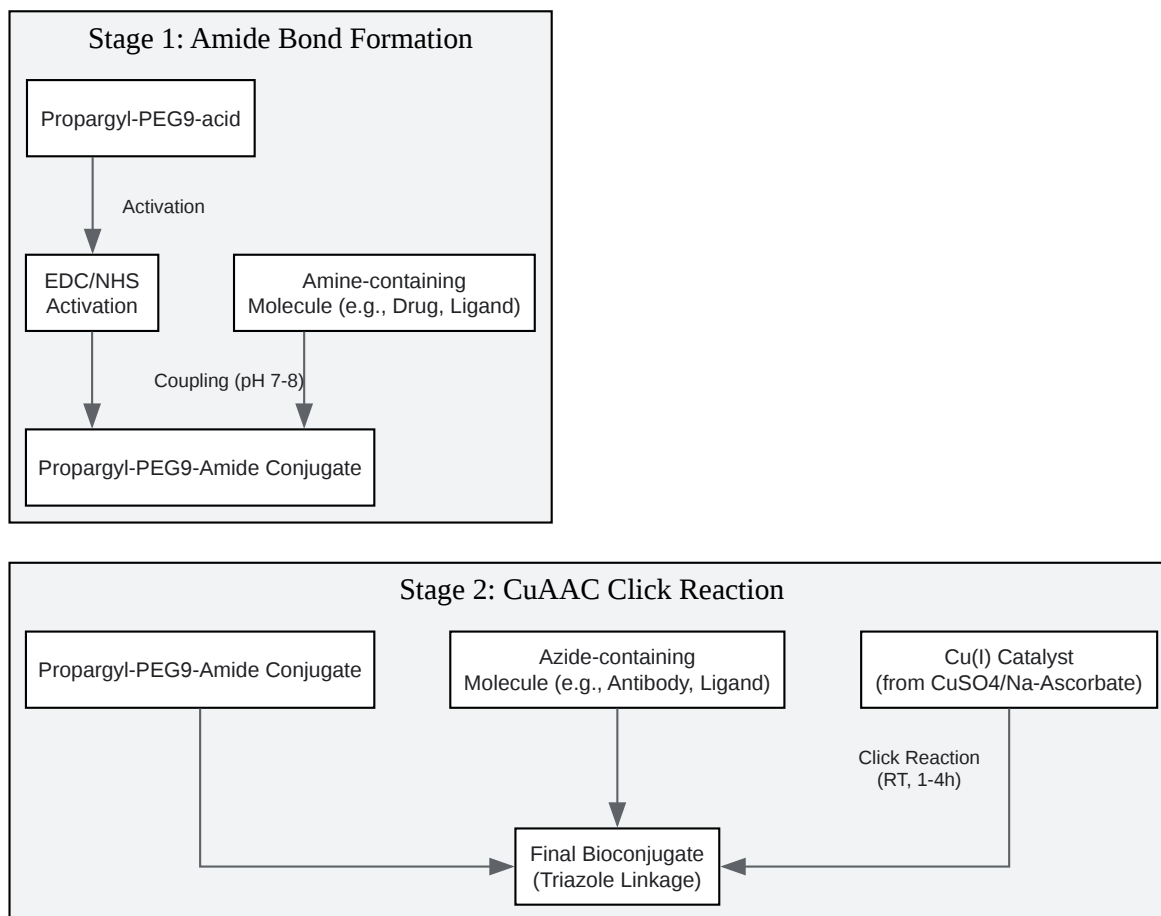 Stage 1: Amide Bond Formation
Propargyl-PEG9-acid
Activation
EDC/NHS
Activation
Amine-containing
Molecule (e.g., Drug, Ligand)
Coupling (pH 7-8)
Propargyl-PEG9-Amide Conjugate
Stage 2: CuAAC Click Reaction
Propargyl-PEG9-Amide Conjugate
Azide-containing
Molecule (e.g., Antibody, Ligand)
Cu(I) Catalyst
(from CuSO4/Na-Ascorbate)
Click Reaction
(RT, 1-4h)
Final Bioconjugate
(Triazole Linkage)